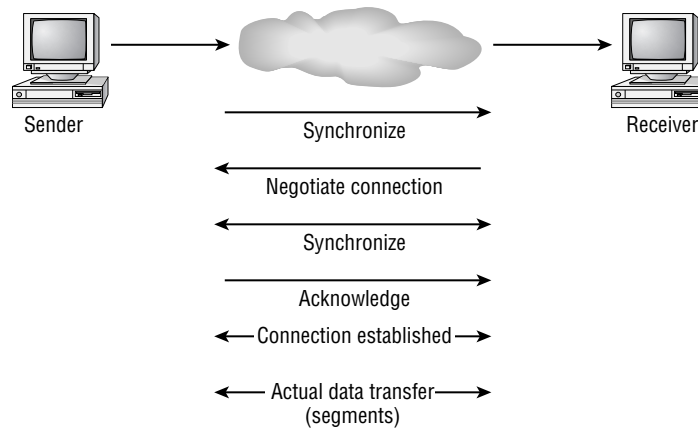 Sender
Receiver
Synchronize
Negotiate connection
Synchronize
Acknowledge
Connection established
Actual data transfer
(segments)